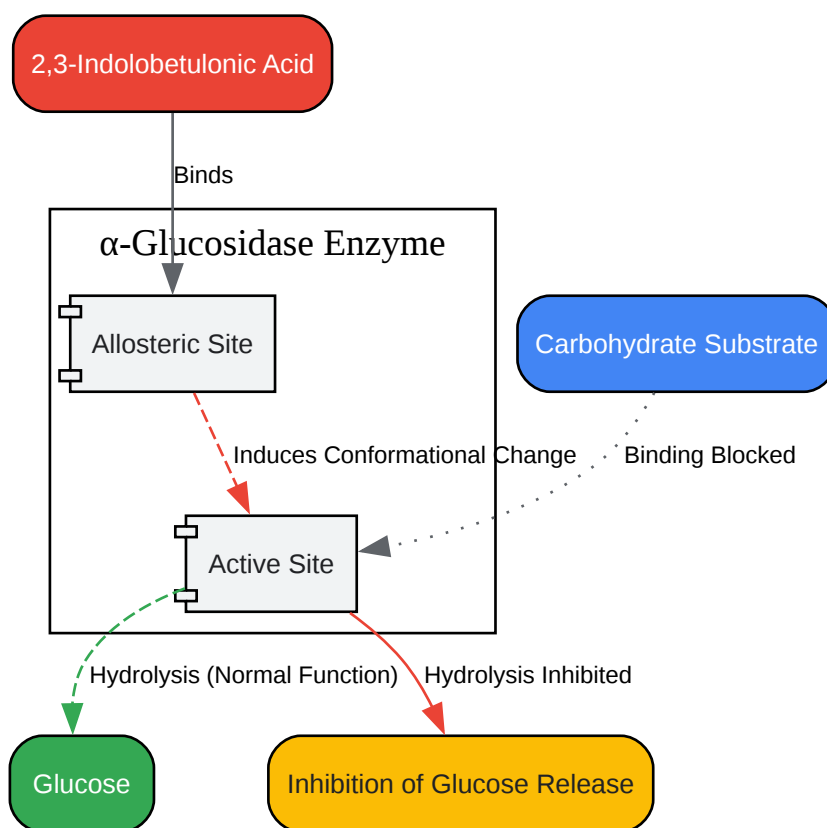 2,3-Indolobetulonic Acid
Binds
α-Glucosidase Enzyme
Allosteric Site
Carbohydrate Substrate
Induces Conformational Change
Binding Blocked
Active Site
Hydrolysis (Normal Function)
Hydrolysis Inhibited
Glucose
Inhibition of Glucose Release